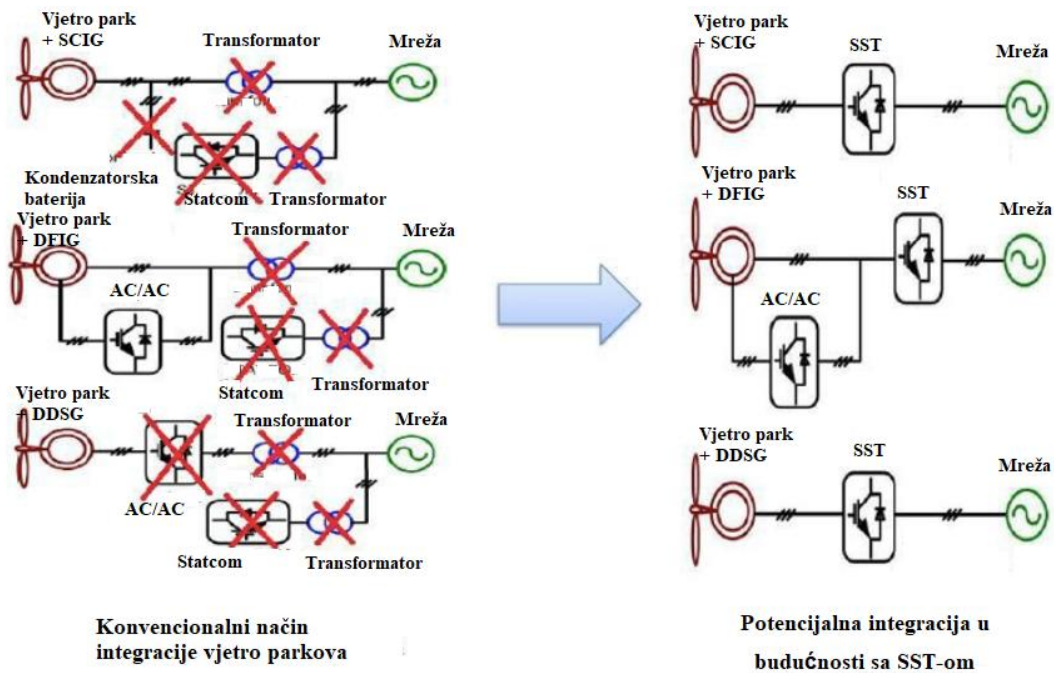 Vjetro park
+ SCIG
Transformator
Mreža
Statcom
Transformator
Kondenzatorska
baterija
Vjetro park
+ DFIG
Transformator
Mreža
AC/AC
Statcom
Transformator
Vjetro park
+ DDSG
Transformator
Mreža
AC/AC
Statcom
Transformator
Konvencionalni način
integracije vjetro parkova
Vjetro park
+ SCIG
SST
Mreža
Vjetro park
+ DFIG
SST
Mreža
AC/AC
Vjetro park
+ DDSG
SST
Mreža
Potencijalna integracija u
budućnosti sa SST-om